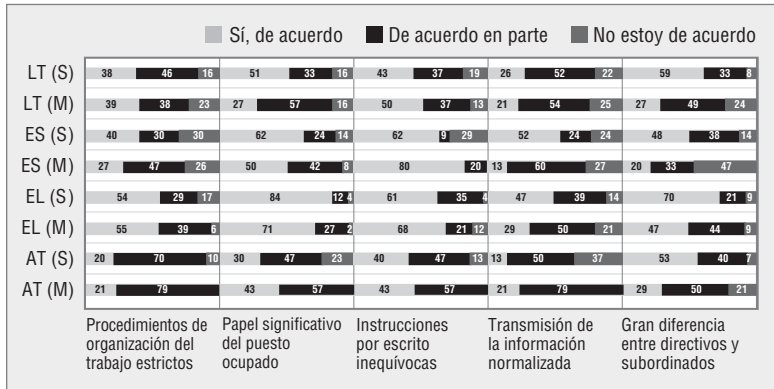 Sí, de acuerdo De acuerdo en parte No estoy de acuerdo
LT (S) 38 46 16 51 33 16 43 37 19 26 52 22 59 33 8
LT (M) 39 38 23 27 57 16 50 37 13 21 54 25 27 49 24
ES (S) 40 30 30 62 24 14 62 9 29 52 24 24 48 38 14
ES (M) 27 47 26 50 42 8 80 20 13 60 27 20 33 47
EL (S) 54 29 17 84 12 4 61 35 4 47 39 14 70 21 9
EL (M) 55 39 6 71 27 2 68 21 12 29 50 21 47 44 9
AT (S) 20 70 10 30 47 23 40 47 13 13 50 37 53 40 7
AT (M) 21 79 43 57 43 57 21 79 29 50 21
Procedimientos de
organización del
trabajo estrictos
Papel significativo
del puesto
ocupado
Instrucciones
por escrito
inequívocas
Transmisión de
la información
normalizada
Gran diferencia
entre directivos y
subordinados